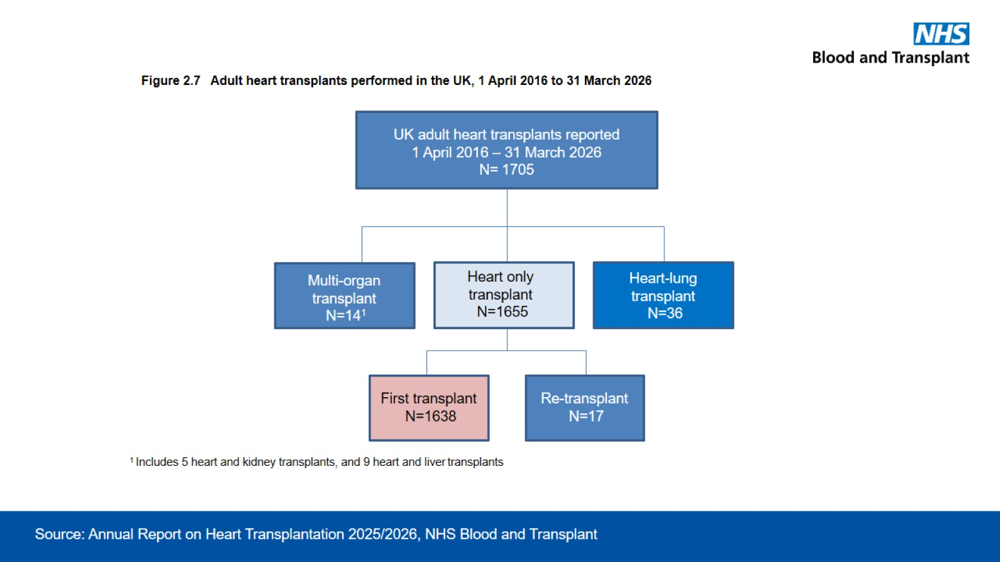 NHS
Blood and Transplant
Figure 2.7 Adult heart transplants performed in the UK, 1 April 2016 to 31 March 2026
UK adult heart transplants reported
1 April 2016 – 31 March 2026
N= 1705
Multi-organ
transplant
N=14¹
Heart only
transplant
N=1655
Heart-lung
transplant
N=36
First transplant
N=1638
Re-transplant
N=17
¹ Includes 5 heart and kidney transplants, and 9 heart and liver transplants
Source: Annual Report on Heart Transplantation 2025/2026, NHS Blood and Transplant